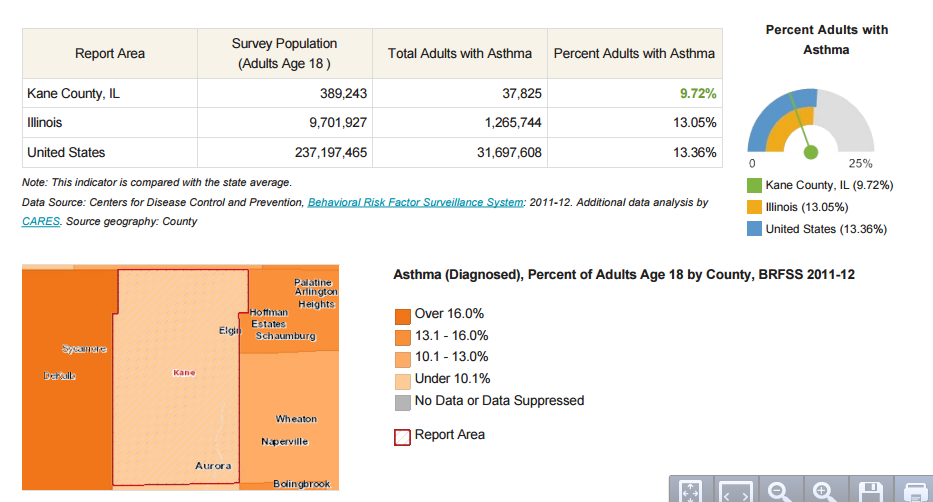 Report Area
Survey Population
(Adults Age 18 )
Total Adults with Asthma
Percent Adults with Asthma
Kane County, IL 389,243 37,825 9.72%
Illinois 9,701,927 1,265,744 13.05%
United States 237,197,465 31,697,608 13.36%
Note: This indicator is compared with the state average.
Data Source: Centers for Disease Control and Prevention, Behavioral Risk Factor Surveillance System: 2011-12. Additional data analysis by
CARES. Source geography: County
Percent Adults with
Asthma
0 25%
Kane County, IL (9.72%)
Illinois (13.05%)
United States (13.36%)
Palatine
Arlington
Heights
Hoffman
Estates
Elgin
Schaumburg
Sycamore
DeKalb
Kane
Wheaton
Naperville
Aurora
Bolingbrook
Asthma (Diagnosed), Percent of Adults Age 18 by County, BRFSS 2011-12
Over 16.0%
13.1 - 16.0%
10.1 - 13.0%
Under 10.1%
No Data or Data Suppressed
Report Area